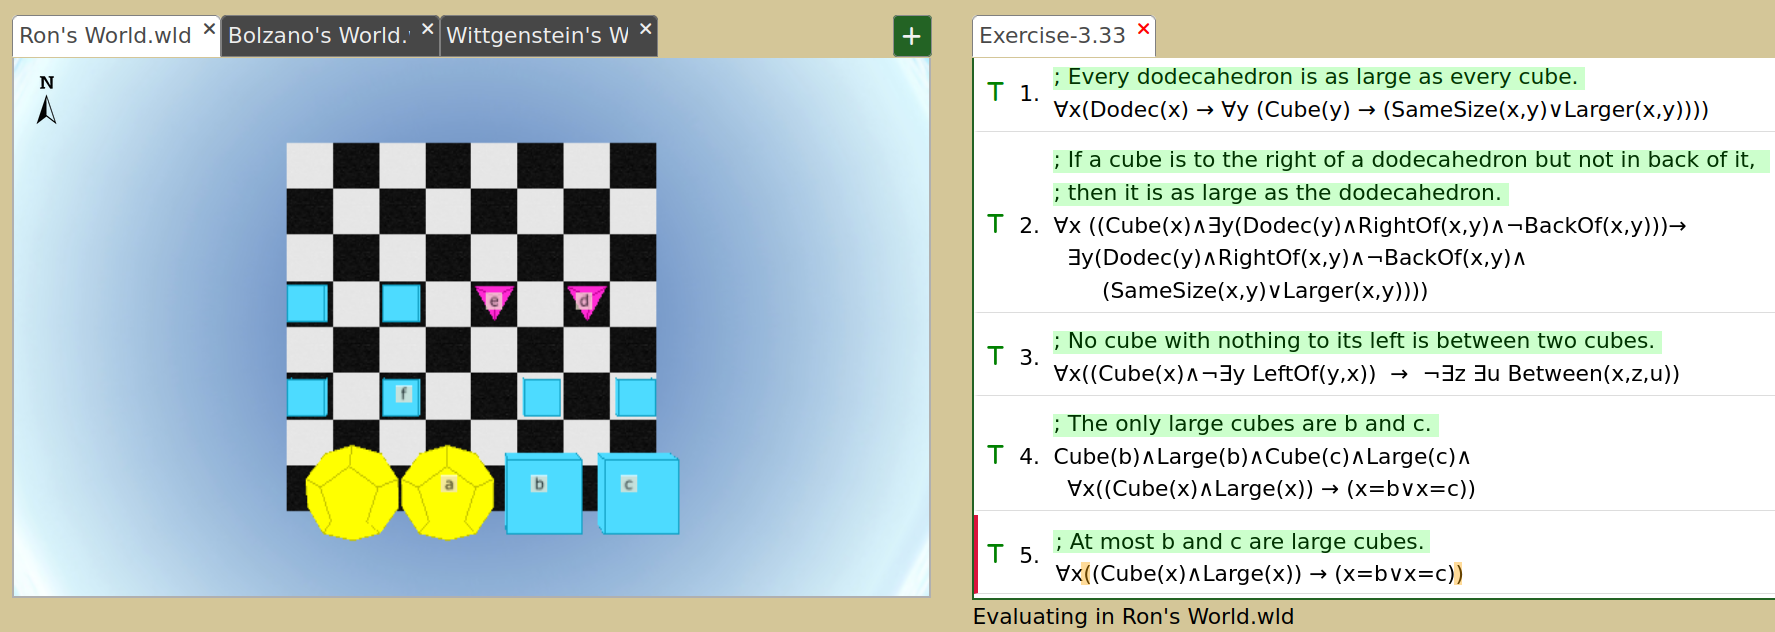 Ron's World.wld ×
Bolzano's World. ×
Wittgenstein's W ×
+
Exercise-3.33 ×
N
e
d
f
a
b
c
; Every dodecahedron is as large as every cube.
T 1.
∀x(Dodec(x) → ∀y (Cube(y) → (SameSize(x,y)∨Larger(x,y))))
; If a cube is to the right of a dodecahedron but not in back of it,
; then it is as large as the dodecahedron.
T 2. ∀x ((Cube(x)∧∃y(Dodec(y)∧RightOf(x,y)∧¬BackOf(x,y)))→
∃y(Dodec(y)∧RightOf(x,y)∧¬BackOf(x,y)∧
(SameSize(x,y)∨Larger(x,y))))
; No cube with nothing to its left is between two cubes.
T 3.
∀x((Cube(x)∧¬∃y LeftOf(y,x)) → ¬∃z ∃u Between(x,z,u))
; The only large cubes are b and c.
T 4. Cube(b)∧Large(b)∧Cube(c)∧Large(c)∧
∀x((Cube(x)∧Large(x)) → (x=b∨x=c))
; At most b and c are large cubes.
T 5.
∀x((Cube(x)∧Large(x)) → (x=b∨x=c))
Evaluating in Ron's World.wld